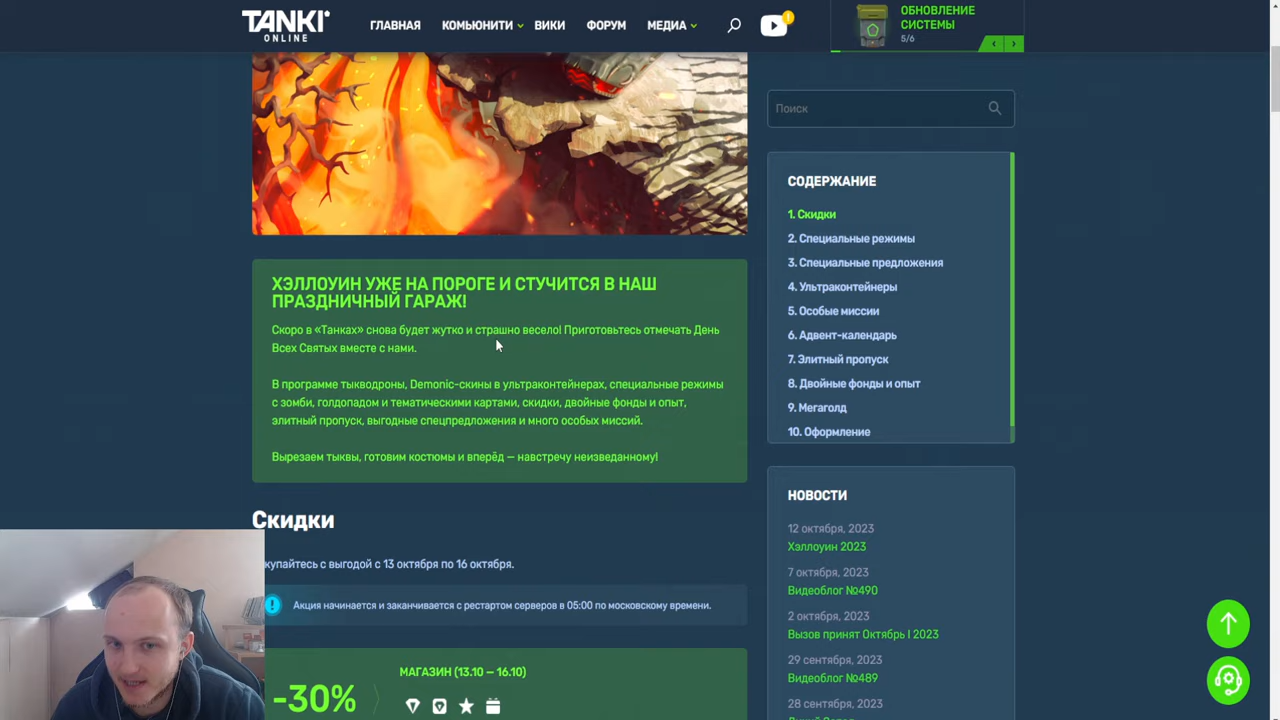 TANKI
ONLINE
ГЛАВНАЯ
КОМЬЮНИТИ
ВИКИ
ФОРУМ
МЕДИА
1
ОБНОВЛЕНИЕ
СИСТЕМЫ
5/6
Поиск
СОДЕРЖАНИЕ
1. Скидки
2. Специальные режимы
3. Специальные предложения
4. Ультраконтейнеры
5. Особые миссии
6. Адвент-календарь
7. Элитный пропуск
8. Двойные фонды и опыт
9. Мегаголд
10. Оформление
ХЭЛЛОУИН УЖЕ НА ПОРОГЕ И СТУЧИТСЯ В НАШ
ПРАЗДНИЧНЫЙ ГАРАЖ!
Скоро в «Танках» снова будет жутко и страшно весело! Приготовьтесь отмечать День
Всех Святых вместе с нами.
В программе тыкводроны, Demonic-скины в ультраконтейнерах, специальные режимы
с зомби, голдопадом и тематическими картами, скидки, двойные фонды и опыт,
элитный пропуск, выгодные спецпредложения и много особых миссий.
Вырезаем тыквы, готовим костюмы и вперёд — навстречу неизведанному!
Скидки
купайтесь с выгодой с 13 октября по 16 октября.
Акция начинается и заканчивается с рестартом серверов в 05:00 по московскому времени.
-30%
МАГАЗИН (13.10 — 16.10)
НОВОСТИ
12 октября, 2023
Хэллоуин 2023
7 октября, 2023
Видеоблог №490
2 октября, 2023
Вызов принят Октябрь I 2023
29 сентября, 2023
Видеоблог №489
28 сентября, 2023